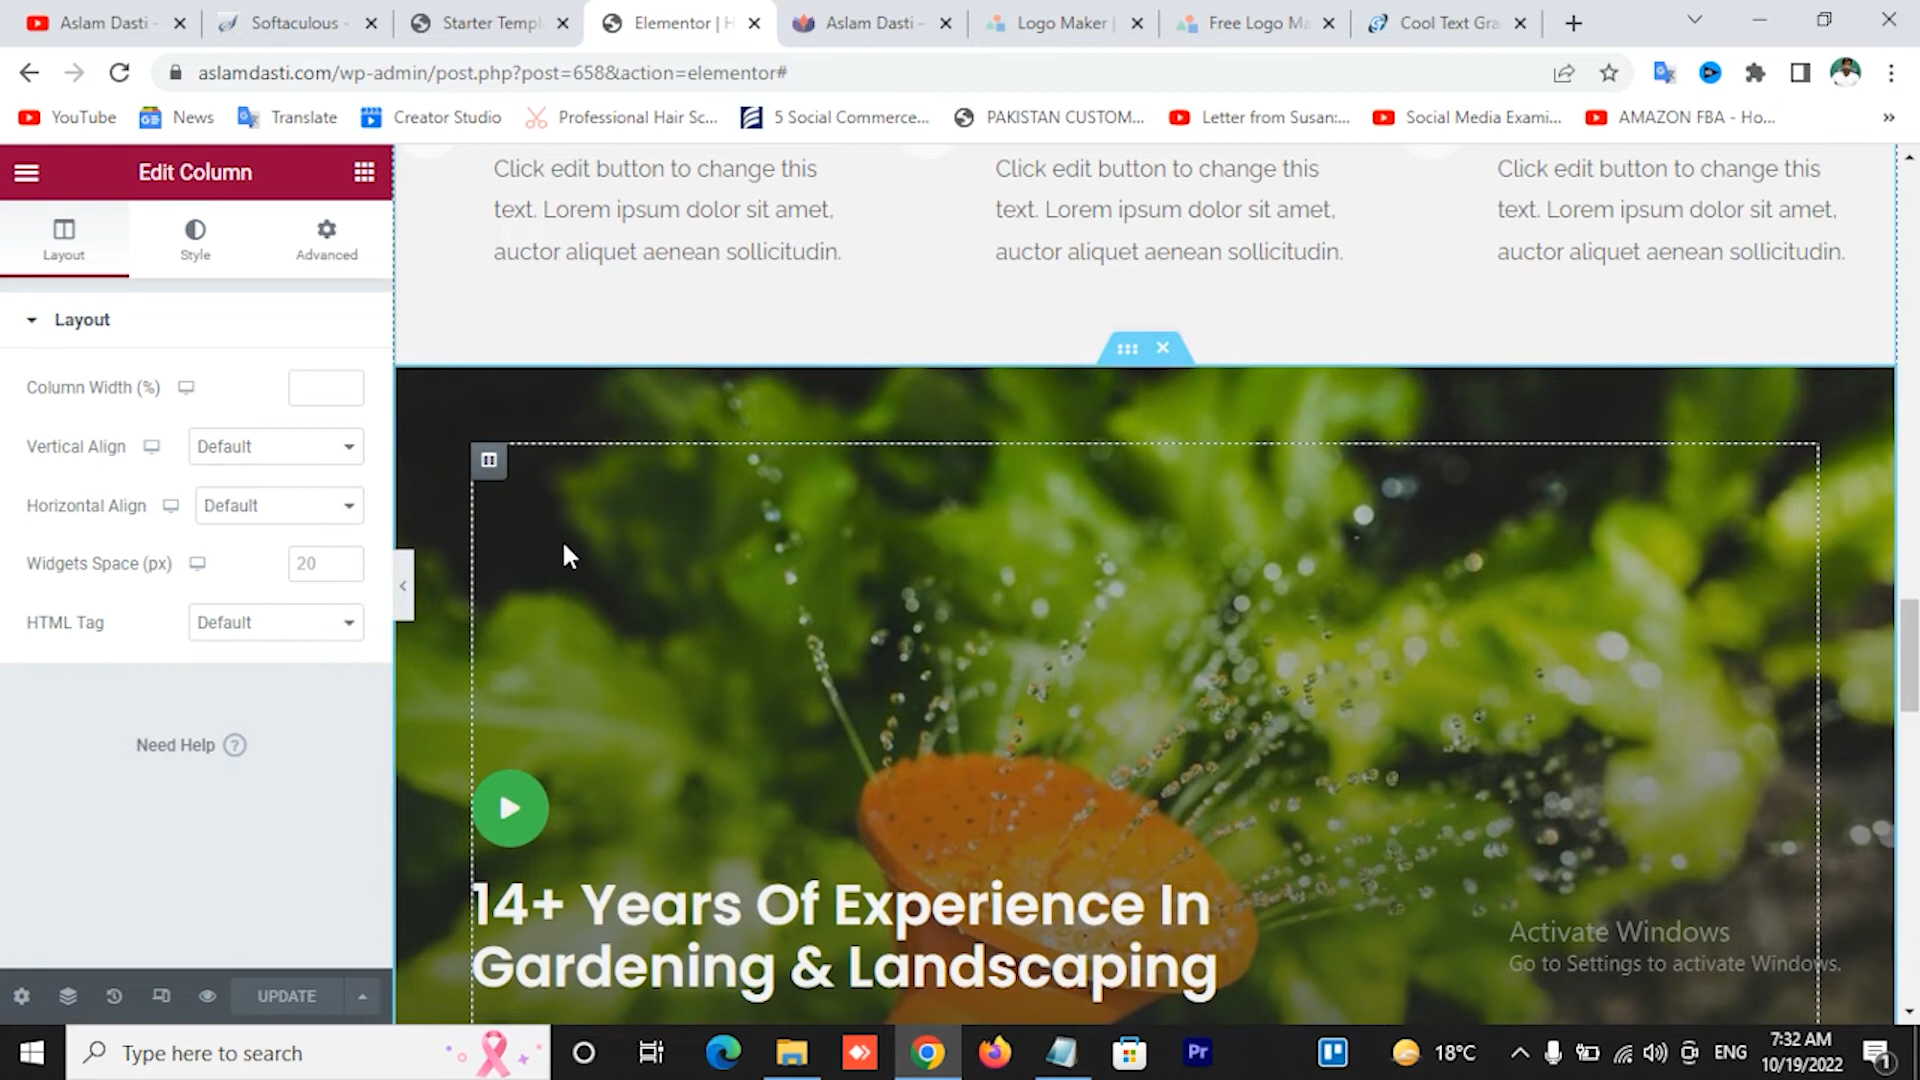 Aslam Dasti -
Softaculous -
Starter Templ
Elementor | H
Aslam Dasti -
Logo Maker |
Free Logo Ma
Cool Text Gra
aslamdasti.com/wp-admin/post.php?post=658&action=elementor#
YouTube
News
Translate
Creator Studio
Professional Hair Sc...
5 Social Commerce...
PAKISTAN CUSTOM...
Letter from Susan:...
Social Media Exami...
AMAZON FBA - Ho...
»
Edit Column
Layout
Style
Advanced
Layout
Column Width (%)
Vertical Align
Default
Horizontal Align
Default
Widgets Space (px)
20
HTML Tag
Default
Need Help ?
UPDATE
Click edit button to change this
text. Lorem ipsum dolor sit amet,
auctor aliquet aenean sollicitudin.
Click edit button to change this
text. Lorem ipsum dolor sit amet,
auctor aliquet aenean sollicitudin.
Click edit button to change this
text. Lorem ipsum dolor sit amet,
auctor aliquet aenean sollicitudin.
14+ Years Of Experience In
Gardening & Landscaping
Activate Windows
Go to Settings to activate Windows.
Type here to search
Pr
18°C
ENG
7:32 AM
10/19/2022
1